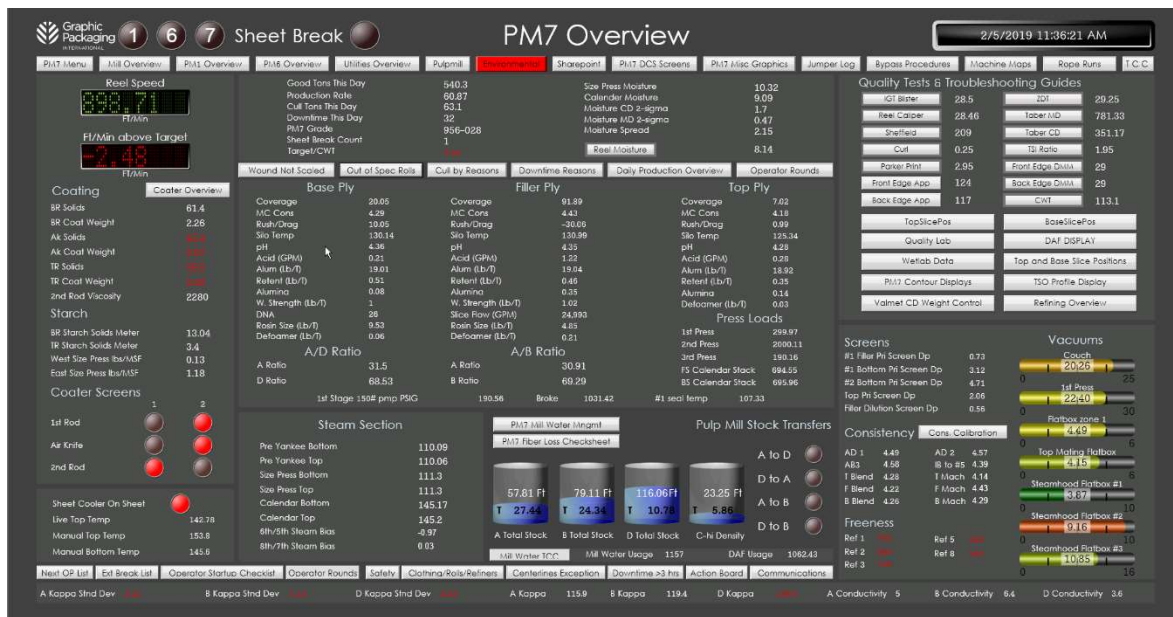 Graphic
Packaging
INTERNATIONAL
1 6 7 Sheet Break
PM7 Overview
2/5/2019 11:36:21 AM
PM7 Menu Mill Overview PM1 Overview PM6 Overview Utilities Overview Pulpmill Environmental Sharepoint PM7 DCS Screens PM7 Misc Graphics Jumper Log Bypass Procedures Machine Maps Rope Runs T C C
Reel Speed
898.71
FT/Min
Ft/Min above Target
-2.48
FT/Min
Good Tons This Day 540.3
Production Rate 60.87
Cull Tons This Day 63.1
Downtime This Day 32
PM7 Grade 956-028
Sheet Break Count 1
Target/CWT
Size Press Moisture 10.32
Calender Moisture 9.09
Moisture CD 2-sigma 1.7
Moisture MD 2-sigma 0.47
Moisture Spread 2.15
Reel Moisture 8.14
Wound Not Scaled Out of Spec Rolls Cull by Reasons Downtime Reasons Daily Production Overview Operator Rounds
Coating Coater Overview
BR Solids 61.4
BR Coat Weight 2.26
Ak Solids
Ak Coat Weight
TR Solids
TR Coat Weight
2nd Rod Viscosity 2280
Starch
BR Starch Solids Meter 13.04
TR Starch Solids Meter 3.4
West Size Press lbs/MSF 0.13
East Size Press lbs/MSF 1.18
Coater Screens
1 2
1st Rod
Air Knife
2nd Rod
Sheet Cooler On Sheet
Live Top Temp 142.78
Manual Top Temp 153.8
Manual Bottom Temp 145.6
Base Ply
Coverage 20.05
MC Cons 4.29
Rush/Drag 10.05
Silo Temp 130.14
pH 4.36
Acid (GPM) 0.21
Alum (Lb/T) 19.01
Retent (Lb/T) 0.51
Alumina 0.08
W. Strength (Lb/T) 1
DNA 26
Rosin Size (Lb/T) 9.53
Defoamer (Lb/T) 0.06
Filler Ply
Coverage 91.89
MC Cons 4.43
Rush/Drag -30.06
Silo Temp 130.99
pH 4.35
Acid (GPM) 1.22
Alum (Lb/T) 19.04
Retent (Lb/T) 0.46
Alumina 0.35
W. Strength (Lb/T) 1.02
Slice Flow (GPM) 24,993
Rosin Size (Lb/T) 4.85
Defoamer (Lb/T) 0.21
Top Ply
Coverage 7.02
MC Cons 4.18
Rush/Drag 0.99
Silo Temp 125.34
pH 4.28
Acid (GPM) 0.28
Alum (Lb/T) 18.92
Retent (Lb/T) 0.35
Alumina 0.14
Defoamer (Lb/T) 0.03
Press Loads
1st Press 299.97
2nd Press 2000.11
3rd Press 190.16
FS Calendar Stack 694.55
BS Calendar Stack 695.96
A/D Ratio
A Ratio 31.5
D Ratio 68.53
A/B Ratio
A Ratio 30.91
B Ratio 69.29
1st Stage 150# pmp PSIG 190.56 Broke 1031.42 #1 seal temp 107.33
Steam Section
Pre Yankee Bottom 110.09
Pre Yankee Top 110.06
Size Press Bottom 111.3
Size Press Top 111.3
Calendar Bottom 145.17
Calendar Top 145.2
6th/5th Steam Bias -0.97
8th/7th Steam Bias 0.03
PM7 Mill Water Mngmt
PM7 Fiber Loss Checksheet
57.81 Ft 79.11 Ft 116.06Ft 23.25 Ft
T 27.44 T 24.34 T 10.78 T 5.86
A Total Stock B Total Stock D Total Stock C-hi Density
Pulp Mill Stock Transfers
A to D
D to A
A to B
D to B
Mill Water TCC Mill Water Usage 1157 DAF Usage 1062.43
Quality Tests & Troubleshooting Guides
IGT Blister 28.5 ZDT 29.25
Reel Caliper 28.46 Taber MD 781.33
Sheffield 209 Taber CD 351.17
Curl 0.25 TSI Ratio 1.95
Parker Print 2.95 Front Edge DMM 29
Front Edge App 124 Back Edge DMM 29
Back Edge App 117 CWT 113.1
TopSlicePos BaseSlicePos
Quality Lab DAF DISPLAY
Wetlab Data Top and Base Slice Positions
PM7 Contour Displays TSO Profile Display
Valmet CD Weight Control Refining Overview
Screens
#1 Filler Pri Screen Dp 0.73
#1 Bottom Pri Screen Dp 3.12
#2 Bottom Pri Screen Dp 4.71
Top Pri Screen Dp 2.06
Filler Dilution Screen Dp 0.56
Consistency Cons. Calibration
AD 1 4.49 AD 2 4.57
AB3 4.58 IB to #5 4.39
T Blend 4.28 T Mach 4.14
F Blend 4.22 F Mach 4.43
B Blend 4.26 B Mach 4.29
Freeness
Ref 1 Ref 5
Ref 2 Ref 8
Ref 3
Vacuums
Couch
20.26
0 25
1st Press
22.40
0 30
Flatbox zone 1
4.49
0 6
Top Mating Flatbox
4.15
0 6
Steamhood Flatbox #1
3.87
0 10
Steamhood Flatbox #2
9.16
0 10
Steamhood Flatbox #3
10.85
0 16
Next OP List Ext Break List Operator Startup Checklist Operator Rounds Safety Clothing/Rolls/Refiners Centerlines Exception Downtime >3 hrs Action Board Communications
A Kappa Stnd Dev B Kappa Stnd Dev D Kappa Stnd Dev A Kappa 115.9 B Kappa 119.4 D Kappa A Conductivity 5 B Conductivity 6.4 D Conductivity 3.6